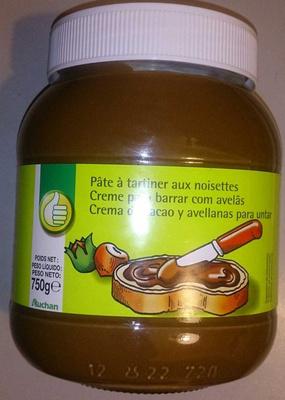 Pâte à tartiner aux noisettes
Creme para barrar com avelãs
Crema de cacao y avellanas para untar
POIDS NET :
PESO LÍQUIDO:
PESO NETO:
750g e
Auchan